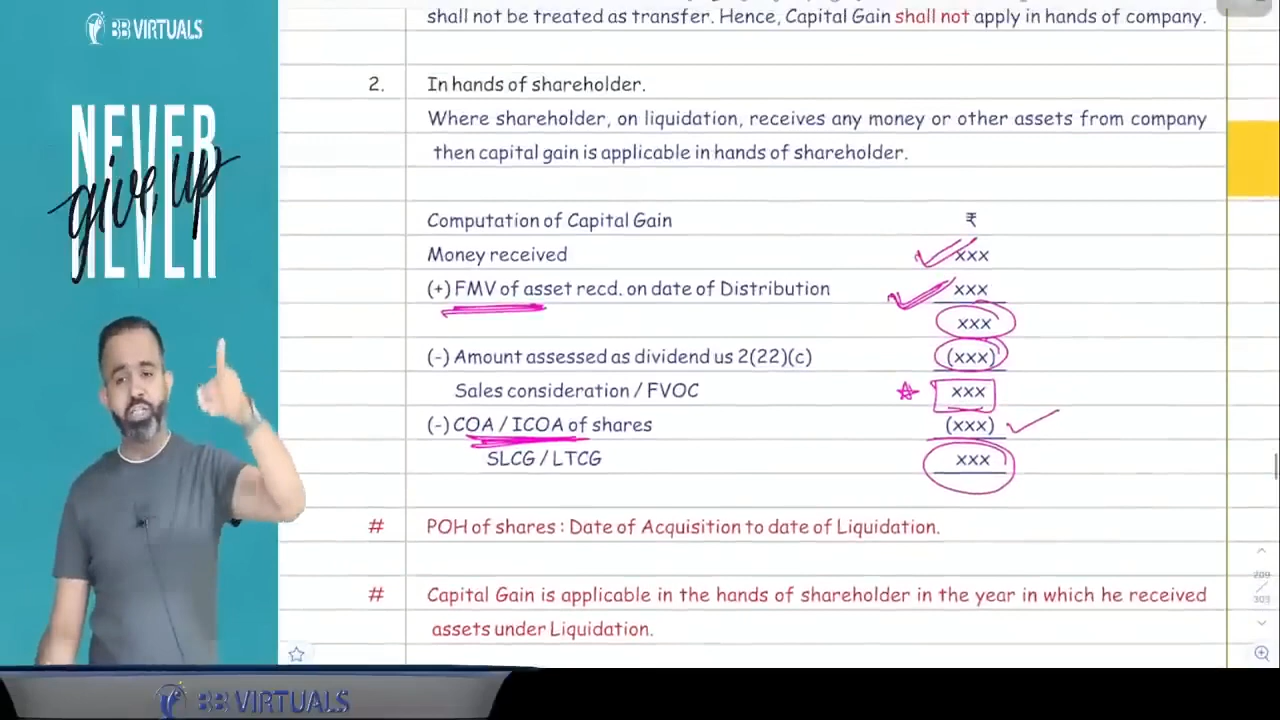 BB VIRTUALS
NEVER
give up
NEVER
shall not be treated as transfer. Hence, Capital Gain shall not apply in hands of company.
2. In hands of shareholder.
Where shareholder, on liquidation, receives any money or other assets from company
then capital gain is applicable in hands of shareholder.
Computation of Capital Gain ₹
Money received xxx
(+) FMV of asset recd. on date of Distribution xxx
xxx
(-) Amount assessed as dividend us 2(22)(c) (xxx)
Sales consideration / FVOC xxx
(-) COA / ICOA of shares (xxx)
SLCG / LTCG xxx
# POH of shares : Date of Acquisition to date of Liquidation.
# Capital Gain is applicable in the hands of shareholder in the year in which he received
assets under Liquidation.
209
/
303
BB VIRTUALS